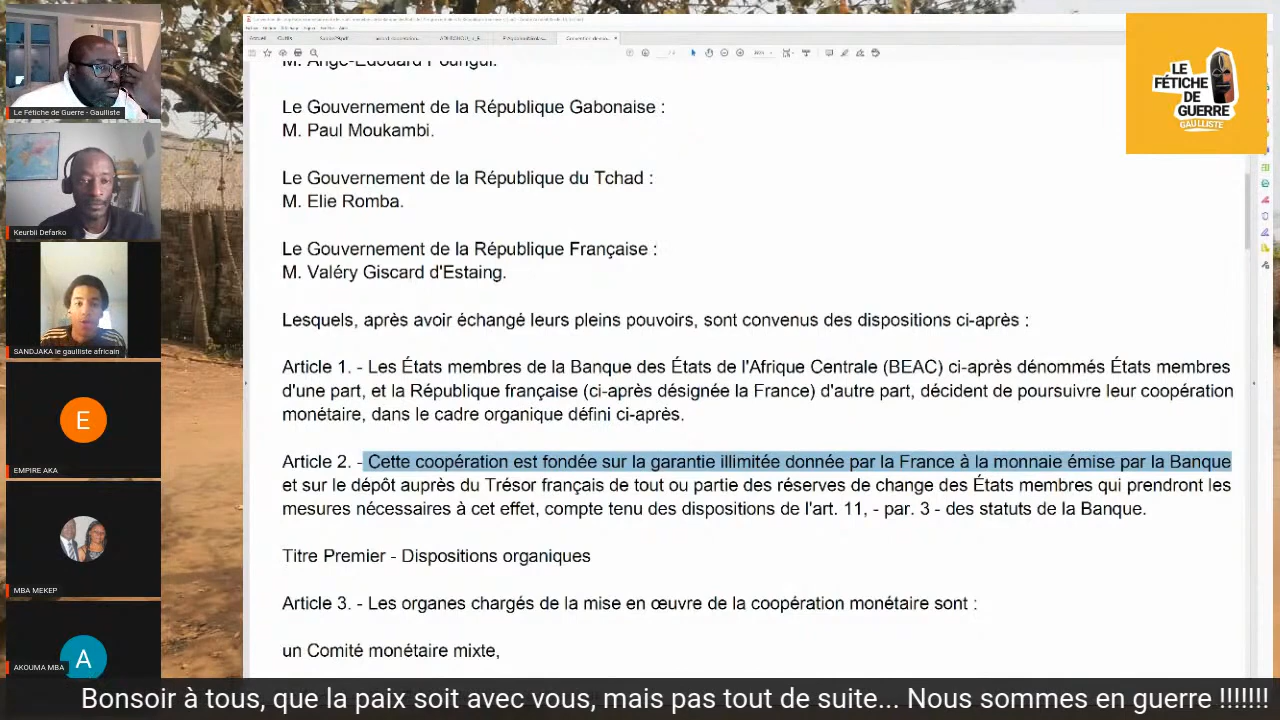 Le Fétiche de Guerre - Gaulliste
Keurbii Defarko
SANDJAKA le gaulliste africain
E
EMPIRE AKA
MBA MEKEP
A
AKOUMA MBA
M. Ange-Edouard Poungui.
Le Gouvernement de la République Gabonaise :
M. Paul Moukambi.
Le Gouvernement de la République du Tchad :
M. Elie Romba.
Le Gouvernement de la République Française :
M. Valéry Giscard d'Estaing.
Lesquels, après avoir échangé leurs pleins pouvoirs, sont convenus des dispositions ci-après :
Article 1. - Les États membres de la Banque des États de l'Afrique Centrale (BEAC) ci-après dénommés États membres
d'une part, et la République française (ci-après désignée la France) d'autre part, décident de poursuivre leur coopération
monétaire, dans le cadre organique défini ci-après.
Article 2. - Cette coopération est fondée sur la garantie illimitée donnée par la France à la monnaie émise par la Banque
et sur le dépôt auprès du Trésor français de tout ou partie des réserves de change des États membres qui prendront les
mesures nécessaires à cet effet, compte tenu des dispositions de l'art. 11, - par. 3 - des statuts de la Banque.
Titre Premier - Dispositions organiques
Article 3. - Les organes chargés de la mise en œuvre de la coopération monétaire sont :
un Comité monétaire mixte,
LE
FÉTICHE
DE
GUERRE
GAULLISTE
Bonsoir à tous, que la paix soit avec vous, mais pas tout de suite... Nous sommes en guerre !!!!!!!